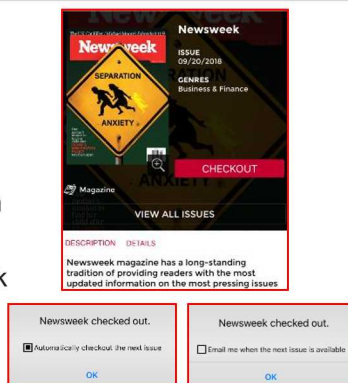 Newsweek
Newsweek
ISSUE
09/20/2018
GENRES
Business & Finance
SEPARATION
ANXIETY
CHECKOUT
Magazine
VIEW ALL ISSUES
DESCRIPTION DETAILS
Newsweek magazine has a long-standing
tradition of providing readers with the most
updated information on the most pressing issues
Newsweek checked out.
Automatically checkout the next issue
OK
Newsweek checked out.
Email me when the next issue is available
OK